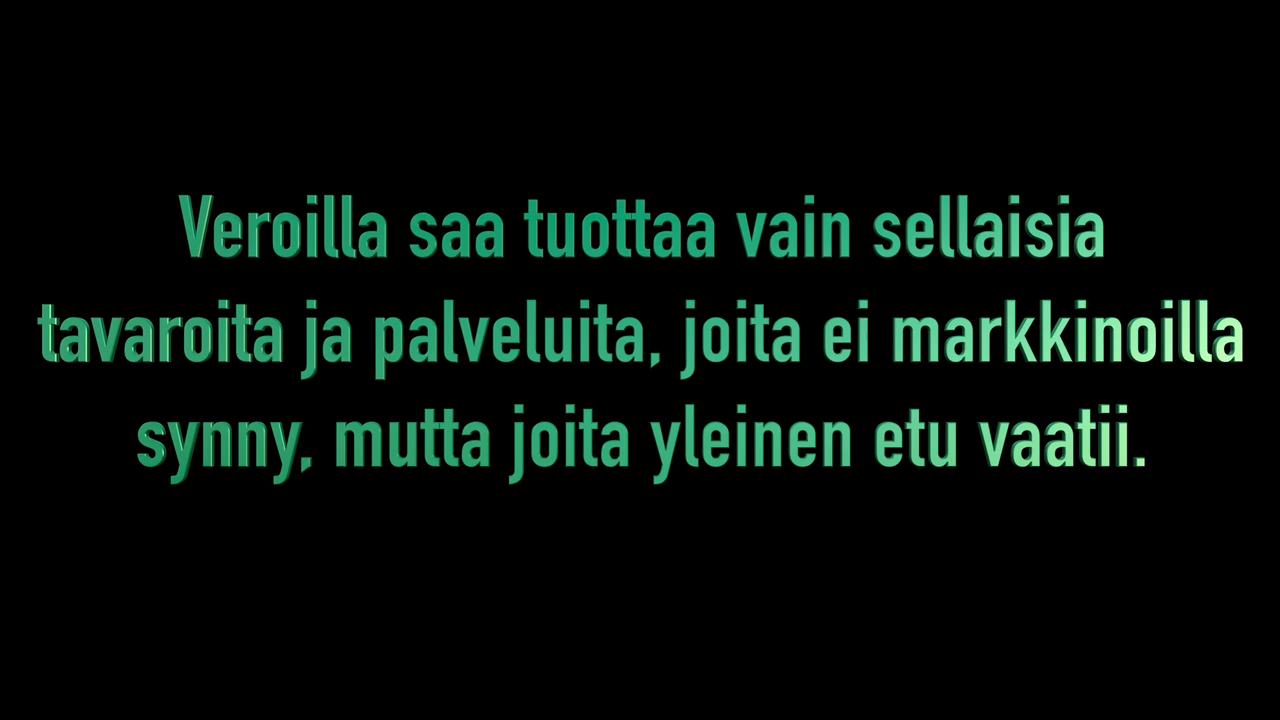 Veroilla saa tuottaa vain sellaisia
tavaroita ja palveluita, joita ei markkinoilla
synny, mutta joita yleinen etu vaatii.